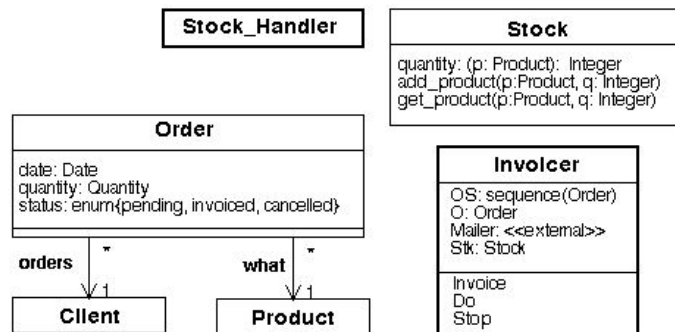 Stock_Handler
Stock
quantity: (p: Product): Integer
add_product(p:Product, q: Integer)
get_product(p:Product, q: Integer)
Order
date: Date
quantity: Quantity
status: enum{pending, invoiced, cancelled}
Invoicer
OS: sequence(Order)
O: Order
Mailer: <<external>>
Stk: Stock
Invoice
Do
Stop
orders
*
1
what
*
1
Client
Product